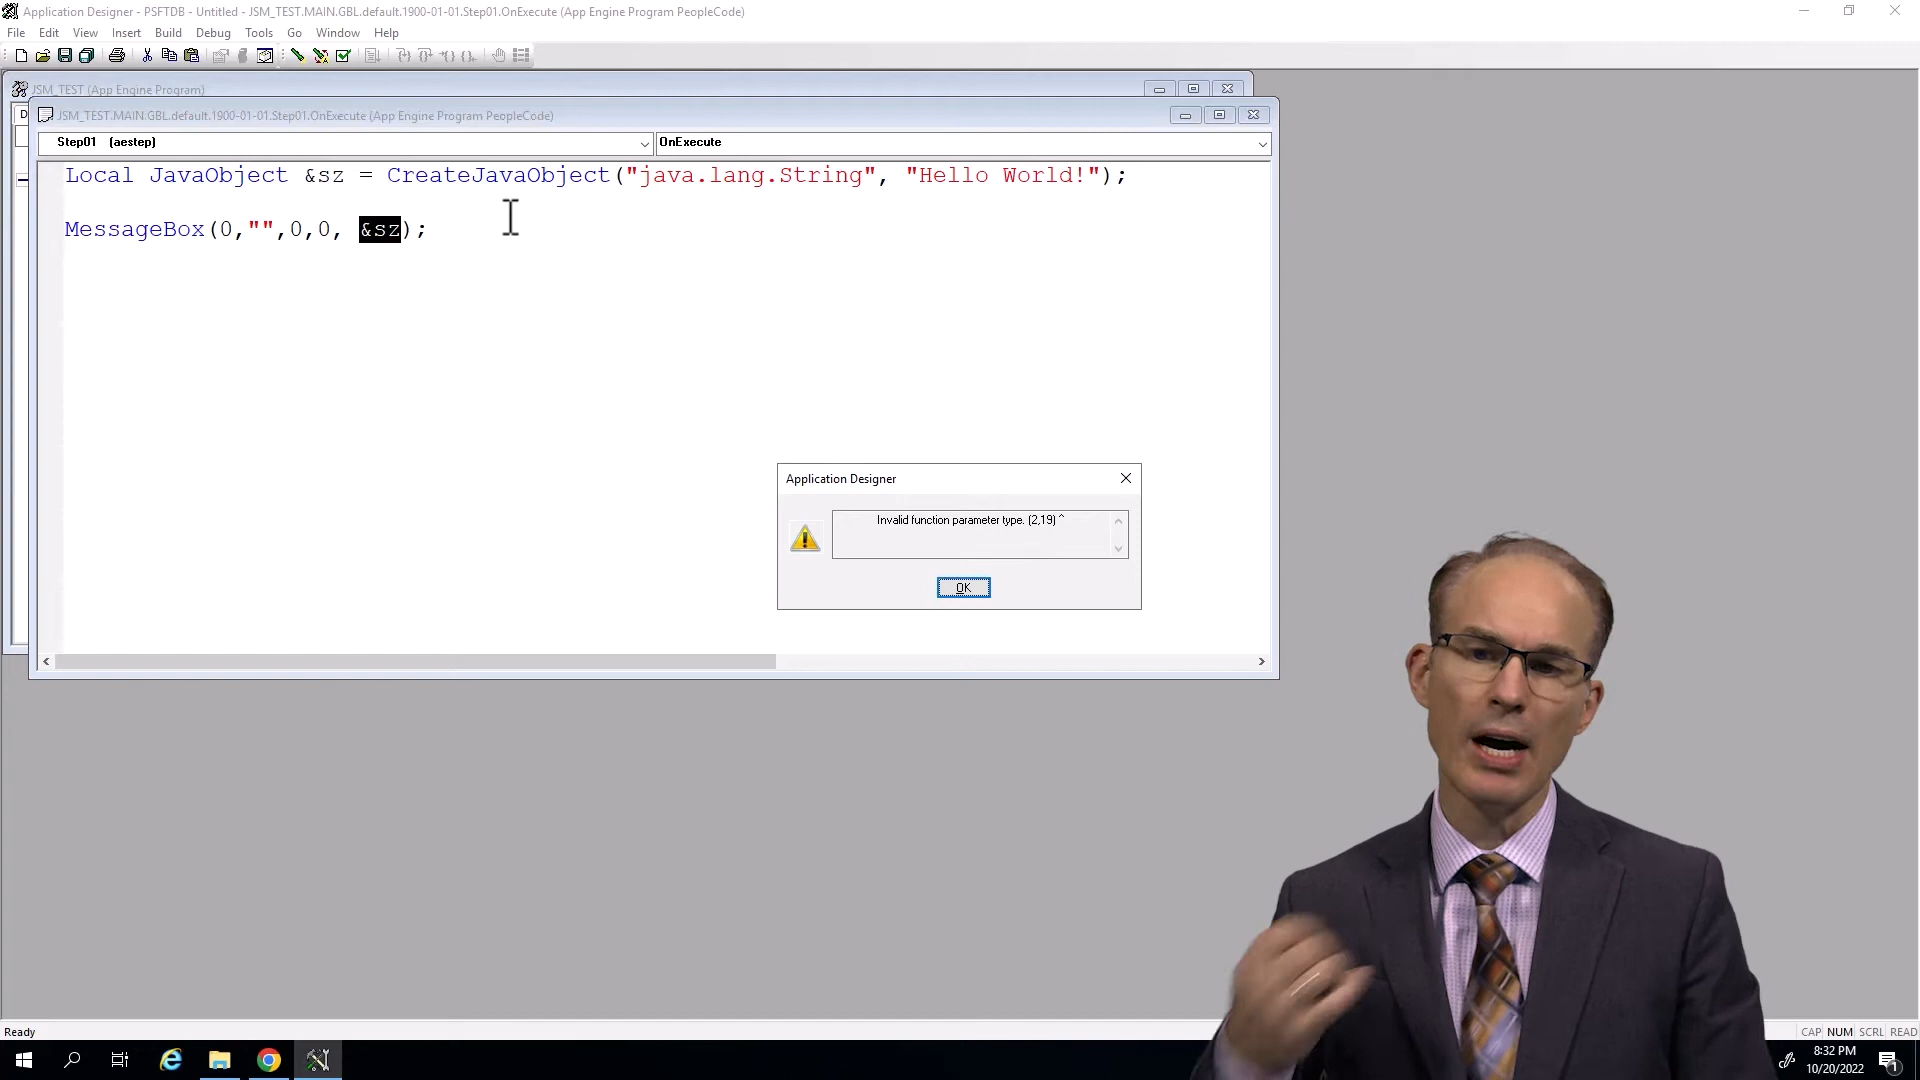 Application Designer - PSFTDB - Untitled - JSM_TEST.MAIN.GBL.default.1900-01-01.Step01.OnExecute (App Engine Program PeopleCode)
File Edit View Insert Build Debug Tools Go Window Help
JSM_TEST (App Engine Program)
D
JSM_TEST.MAIN.GBL.default.1900-01-01.Step01.OnExecute (App Engine Program PeopleCode)
Step01 (aestep) OnExecute
Local JavaObject &sz = CreateJavaObject("java.lang.String", "Hello World!");
MessageBox(0,"",0,0, &sz);
Application Designer
Invalid function parameter type. (2,19) ^
OK
Ready CAP NUM SCRL READ
8:32 PM
10/20/2022
1